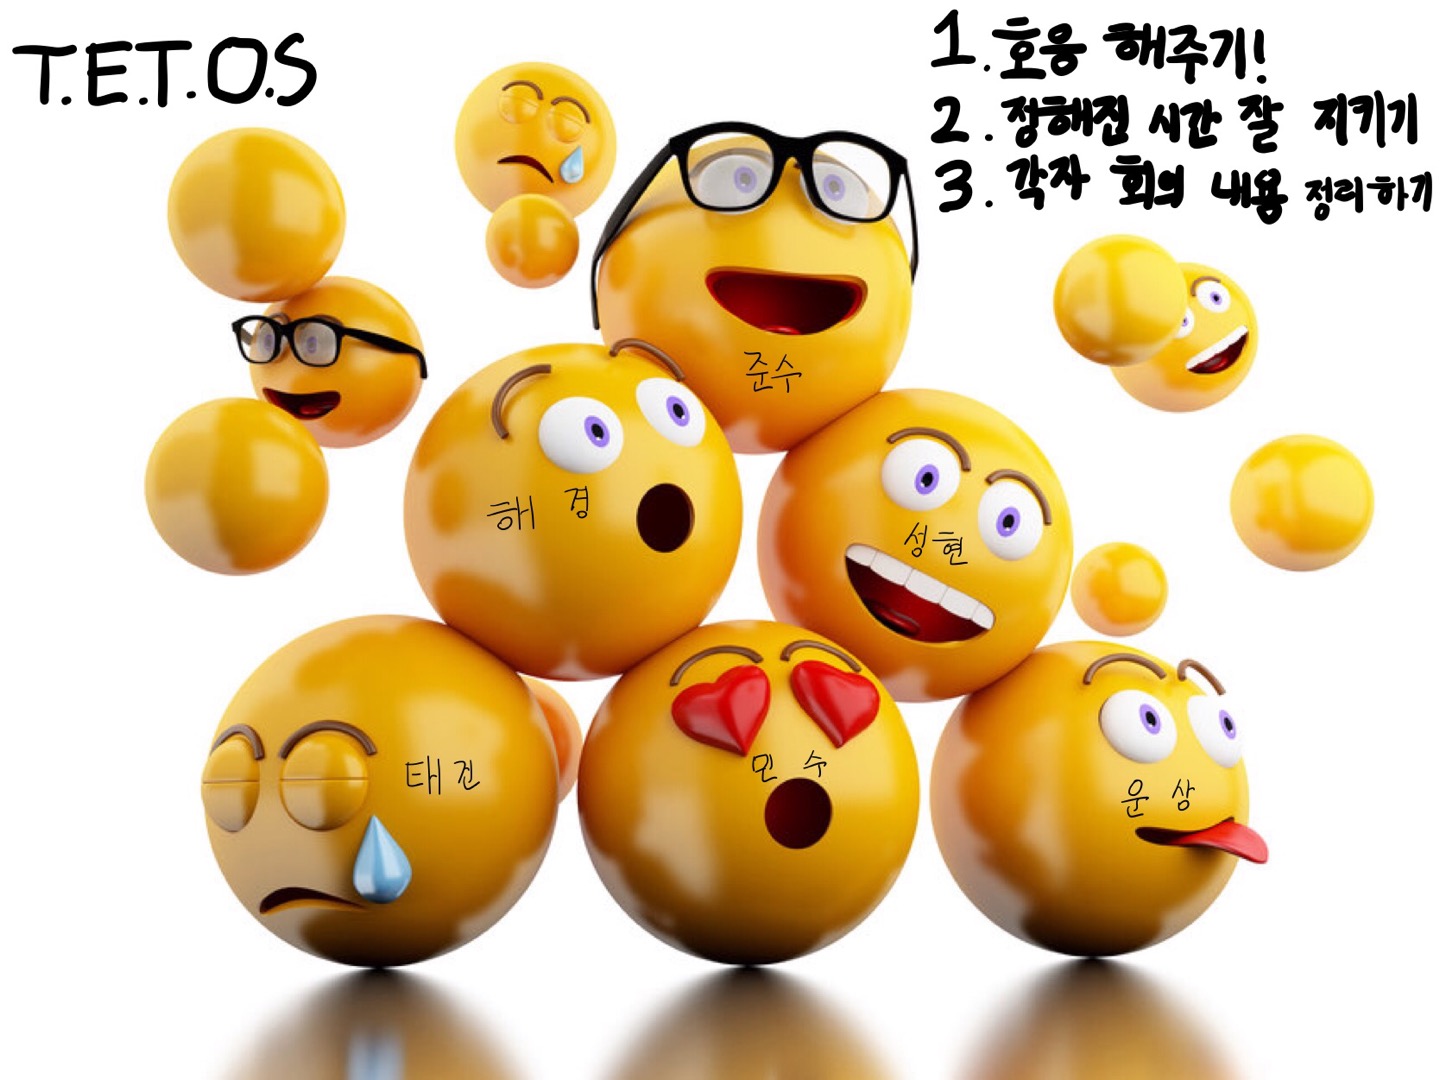 T.E.T.O.S
1. 호응 해주기!
2. 정해진 시간 잘 지키기
3. 각자 회의 내용 정리하기
준수
해경
성현
태진
민수
운상